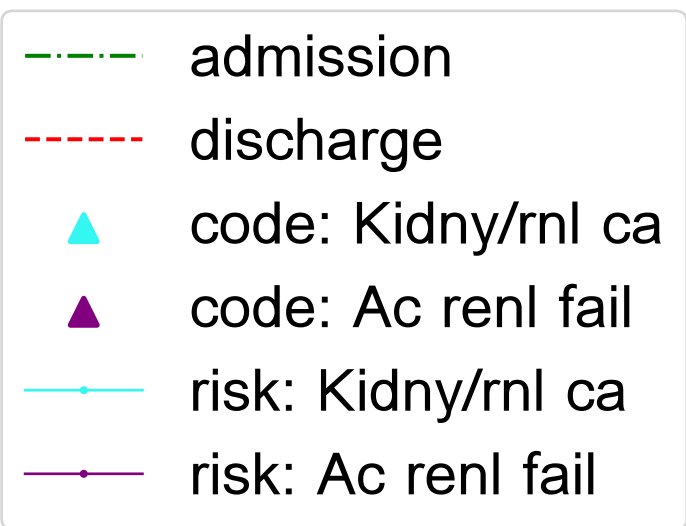 admission
discharge
code: Kidny/rnl ca
code: Ac renl fail
risk: Kidny/rnl ca
risk: Ac renl fail